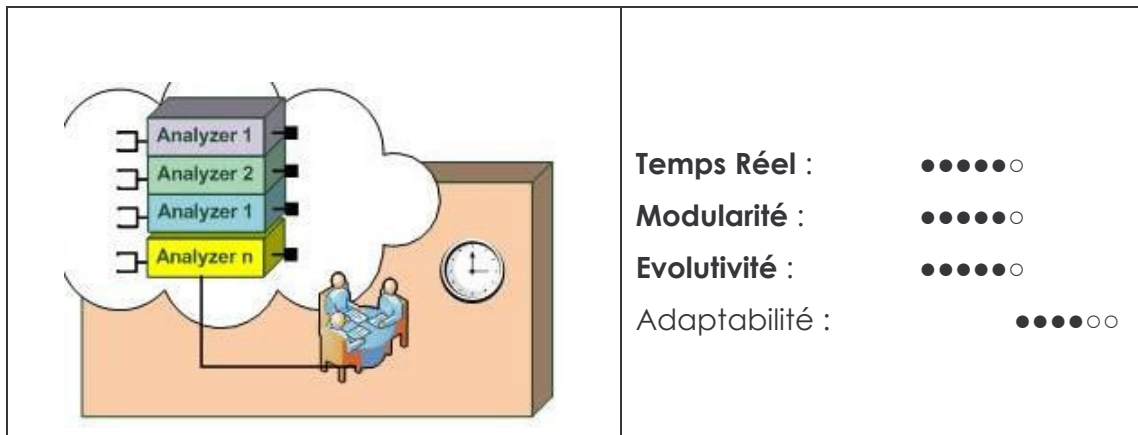 Analyzer 1
Analyzer 2
Analyzer 1
Analyzer n
Temps Réel : ●●●●●○
Modularité : ●●●●●○
Evolutivité : ●●●●●○
Adaptabilité : ●●●●○○